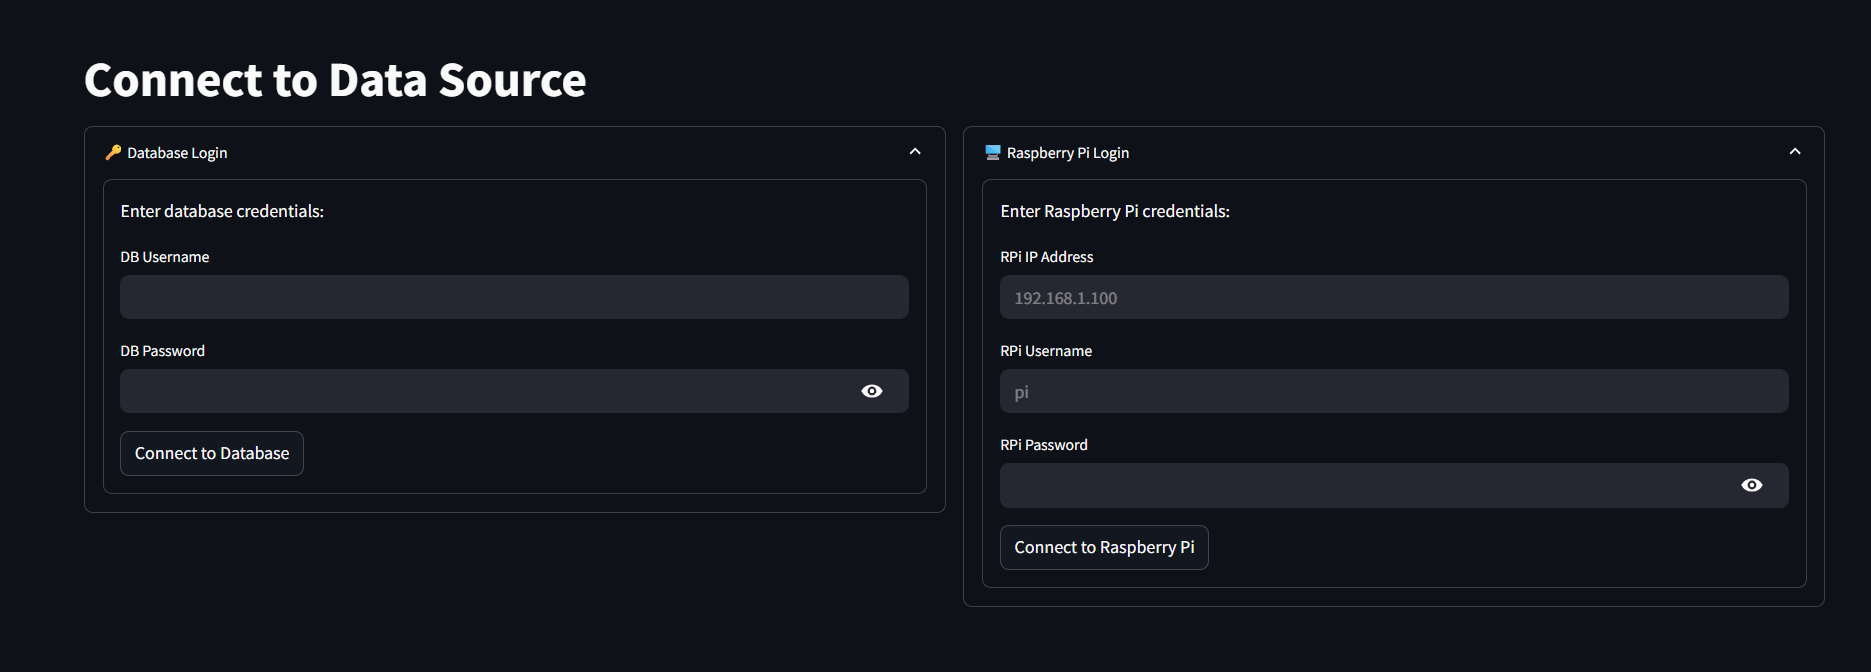 Connect to Data Source
Database Login
Enter database credentials:
DB Username
DB Password
Connect to Database
Raspberry Pi Login
Enter Raspberry Pi credentials:
RPi IP Address
192.168.1.100
RPi Username
pi
RPi Password
Connect to Raspberry Pi